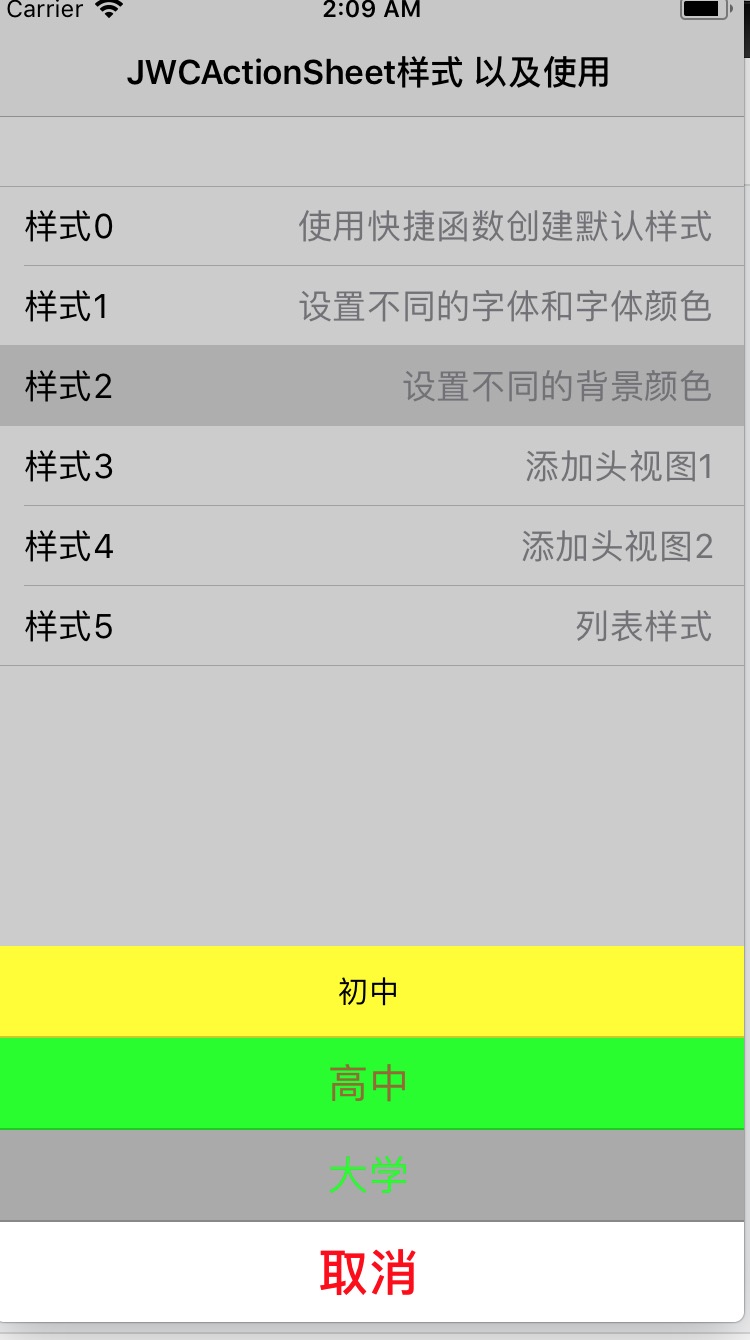 Carrier 2:09 AM
JWCActionSheet样式 以及使用
样式0 使用快捷函数创建默认样式
样式1 设置不同的字体和字体颜色
样式2 设置不同的背景颜色
样式3 添加头视图1
样式4 添加头视图2
样式5 列表样式
初中
高中
大学
取消